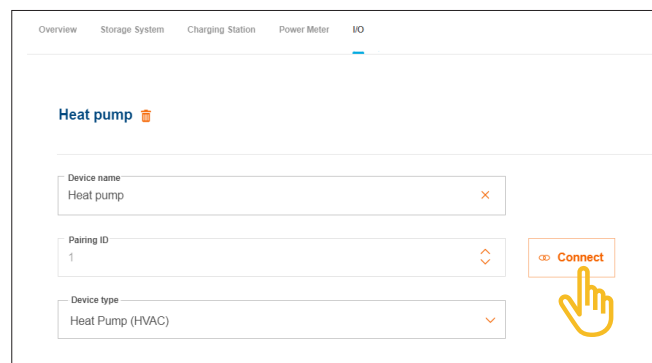 Overview Storage System Charging Station Power Meter I/O
Heat pump
Device name
Heat pump
Pairing ID
1
Connect
Device type
Heat Pump (HVAC)